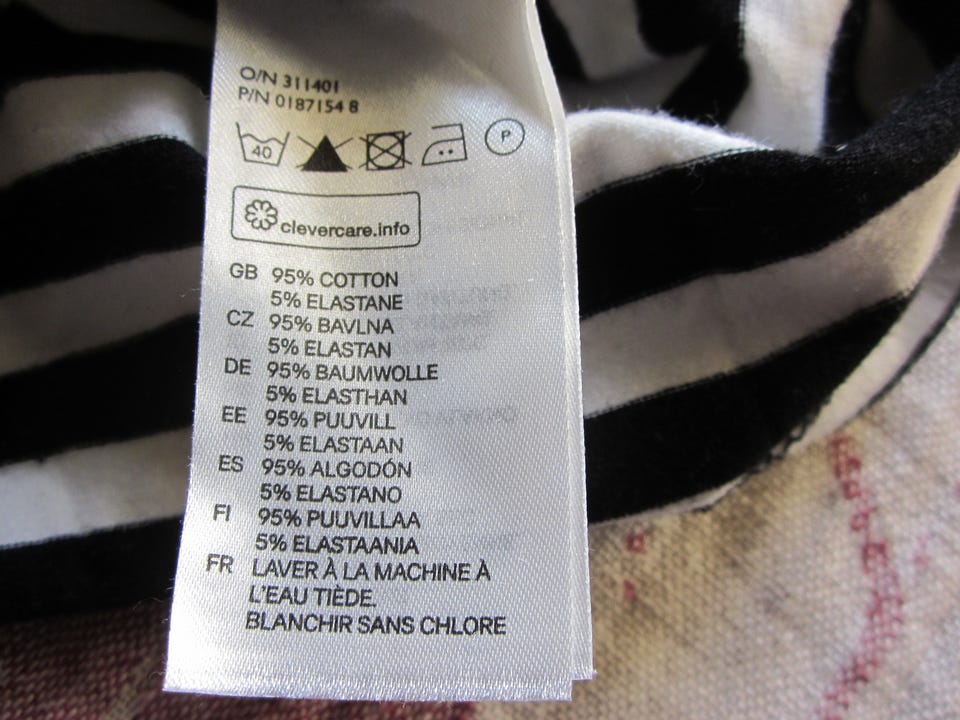 O/N 311401
P/N 0187154 8
40 P
clevercare.info
GB 95% COTTON
5% ELASTANE
CZ 95% BAVLNA
5% ELASTAN
DE 95% BAUMWOLLE
5% ELASTHAN
EE 95% PUUVILL
5% ELASTAAN
ES 95% ALGODÓN
5% ELASTANO
FI 95% PUUVILLAA
5% ELASTAANIA
FR LAVER À LA MACHINE À
L'EAU TIÈDE.
BLANCHIR SANS CHLORE